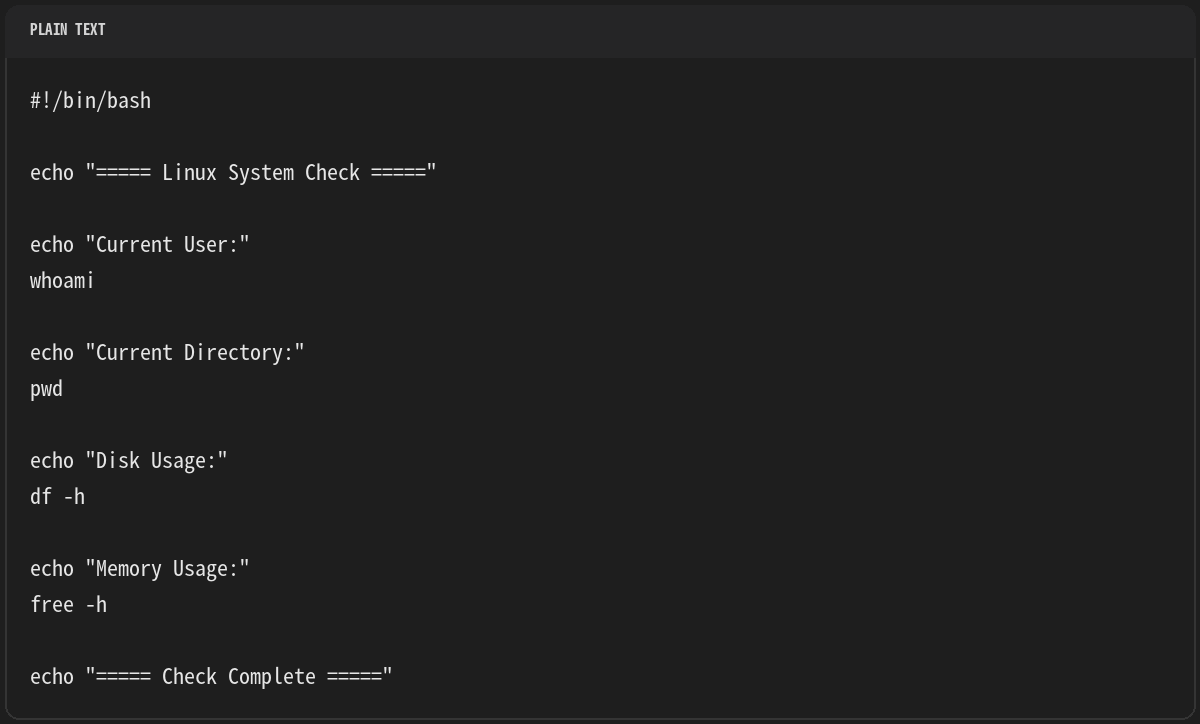 PLAIN TEXT
#!/bin/bash
echo "===== Linux System Check ====="
echo "Current User:"
whoami
echo "Current Directory:"
pwd
echo "Disk Usage:"
df -h
echo "Memory Usage:"
free -h
echo "===== Check Complete ====="